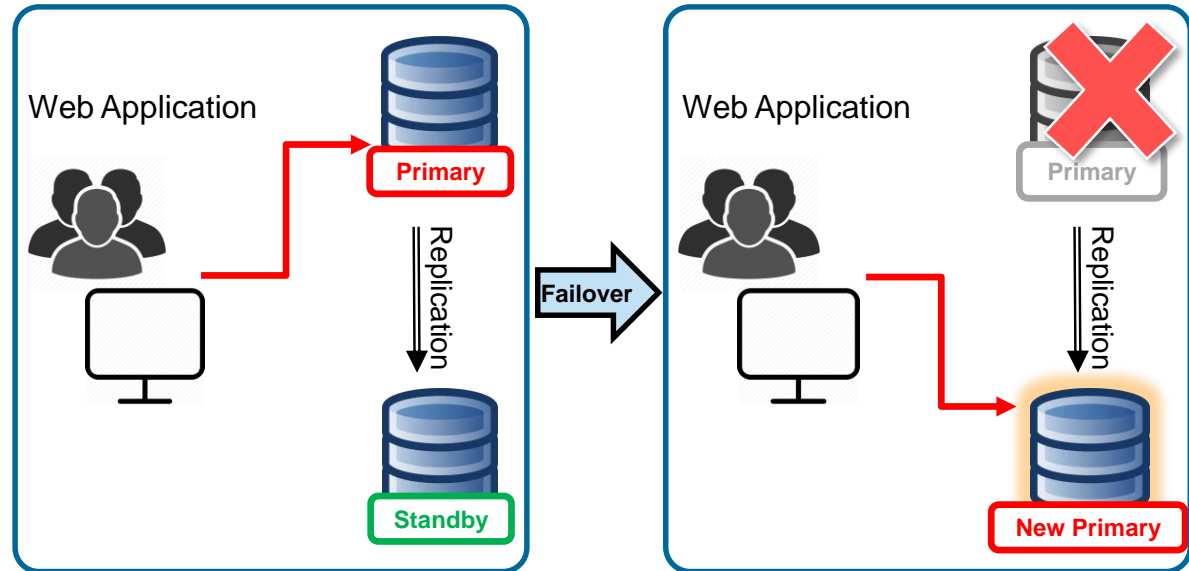 Web Application
Primary
Replication
Standby
Failover
Web Application
Primary
Replication
New Primary